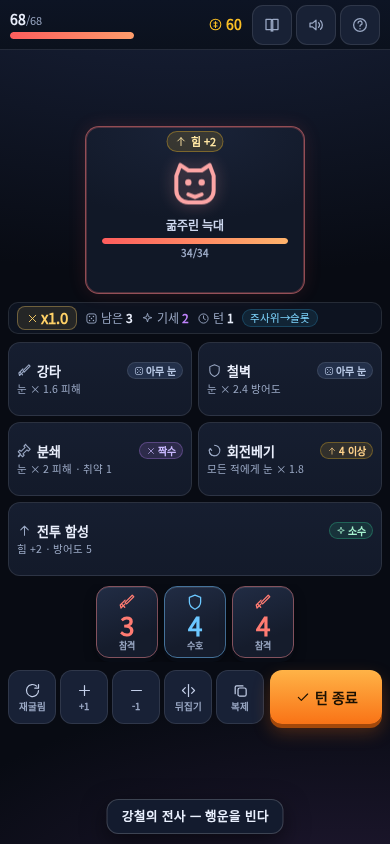 68/68
60
힘 +2
굶주린 늑대
34/34
x1.0 남은 3 기세 2 턴 1 주사위→슬롯
강타 아무 눈
눈 × 1.6 피해
철벽 아무 눈
눈 × 2.4 방어도
분쇄 짝수
눈 × 2 피해 · 취약 1
회전베기 4 이상
모든 적에게 눈 × 1.8
전투 함성 소수
힘 +2 · 방어도 5
3 4 4
참격 수호 참격
재굴림 +1 -1 뒤집기 복제 턴 종료
강철의 전사 — 행운을 빈다